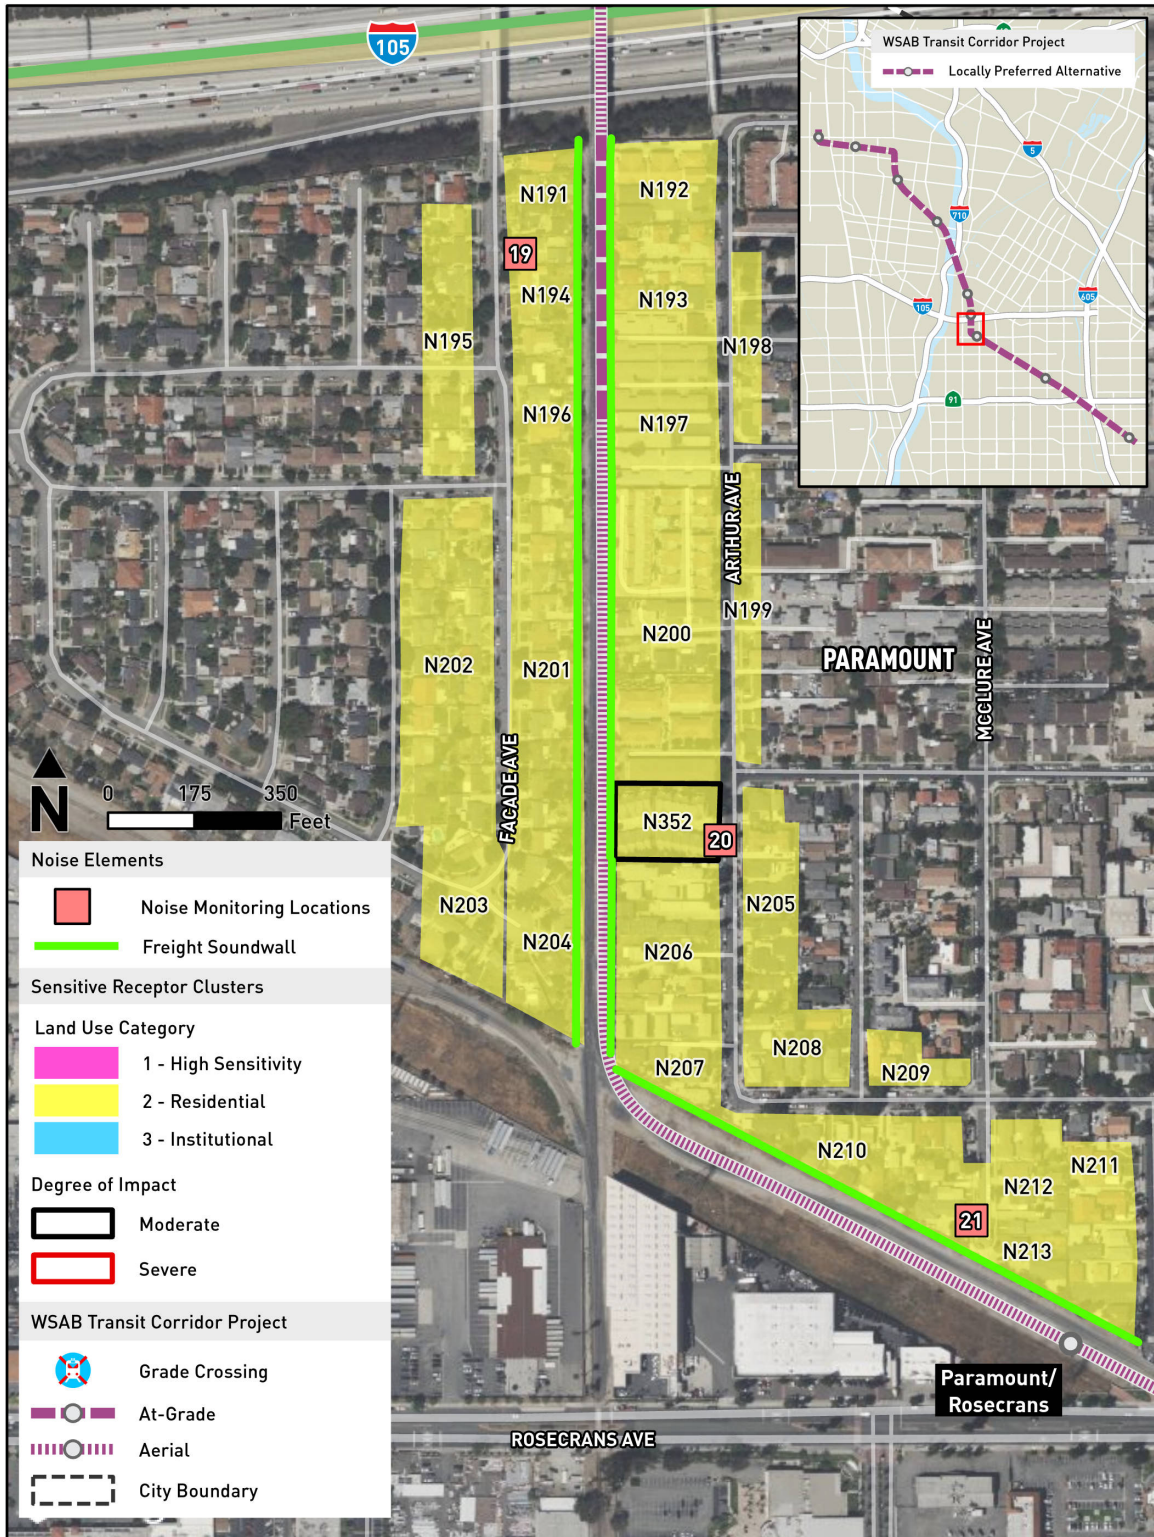 105
WSAB Transit Corridor Project
Locally Preferred Alternative
5
710
105
605
91
N191
N192
19
N194
N193
N195
N198
N196
N197
ARTHUR AVE
N199
N200
PARAMOUNT
MCCLURE AVE
N202
N201
FACADE AVE
N
0 175 350
Feet
N352
20
N205
N203
N204
N206
N207
N208
N209
N210
N211
N212
21
N213
Paramount/
Rosecrans
ROSECRANS AVE
Noise Elements
Noise Monitoring Locations
Freight Soundwall
Sensitive Receptor Clusters
Land Use Category
1 - High Sensitivity
2 - Residential
3 - Institutional
Degree of Impact
Moderate
Severe
WSAB Transit Corridor Project
Grade Crossing
At-Grade
Aerial
City Boundary